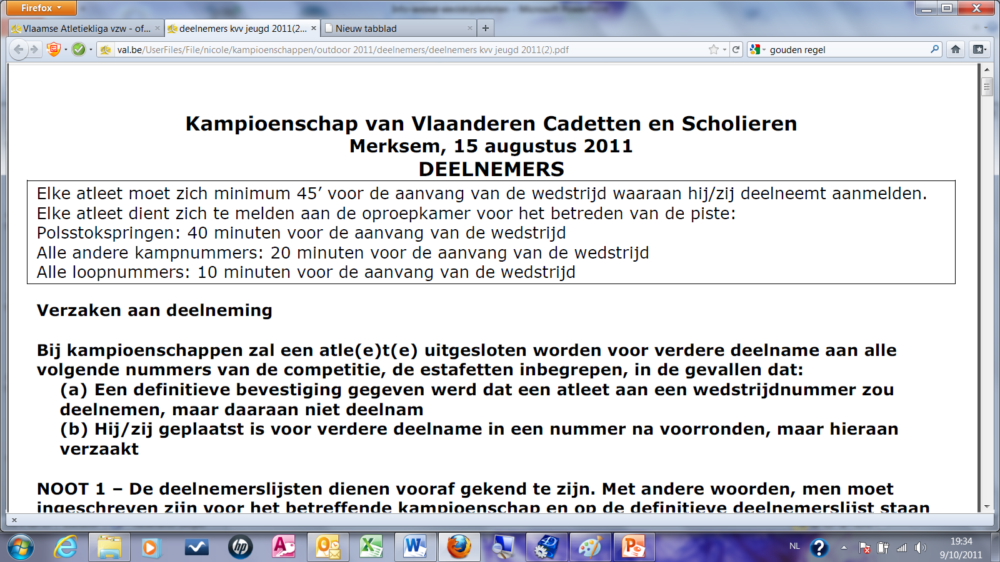 Firefox
Vlaamse Atletiekliga vzw - of...
deelnemers kvv jeugd 2011(2...
Nieuw tabblad
val.be/UserFiles/File/nicole/kampioenschappen/outdoor 2011/deelnemers/deelnemers kvv jeugd 2011(2).pdf
gouden regel
Kampioenschap van Vlaanderen Cadetten en Scholieren
Merksem, 15 augustus 2011
DEELNEMERS
Elke atleet moet zich minimum 45’ voor de aanvang van de wedstrijd waaraan hij/zij deelneemt aanmelden.
Elke atleet dient zich te melden aan de oproepkamer voor het betreden van de piste:
Polsstokspringen: 40 minuten voor de aanvang van de wedstrijd
Alle andere kampnummers: 20 minuten voor de aanvang van de wedstrijd
Alle loopnummers: 10 minuten voor de aanvang van de wedstrijd
Verzaken aan deelneming
Bij kampioenschappen zal een atle(e)t(e) uitgesloten worden voor verdere deelname aan alle
volgende nummers van de competitie, de estafetten inbegrepen, in de gevallen dat:
(a) Een definitieve bevestiging gegeven werd dat een atleet aan een wedstrijdnummer zou
deelnemen, maar daaraan niet deelnam
(b) Hij/zij geplaatst is voor verdere deelname in een nummer na voorronden, maar hieraan
verzaakt
NOOT 1 – De deelnemerslijsten dienen vooraf gekend te zijn. Met andere woorden, men moet
ingeschreven zijn voor het betreffende kampioenschap en op de definitieve deelnemerslijst staan
NL
19:34
9/10/2011